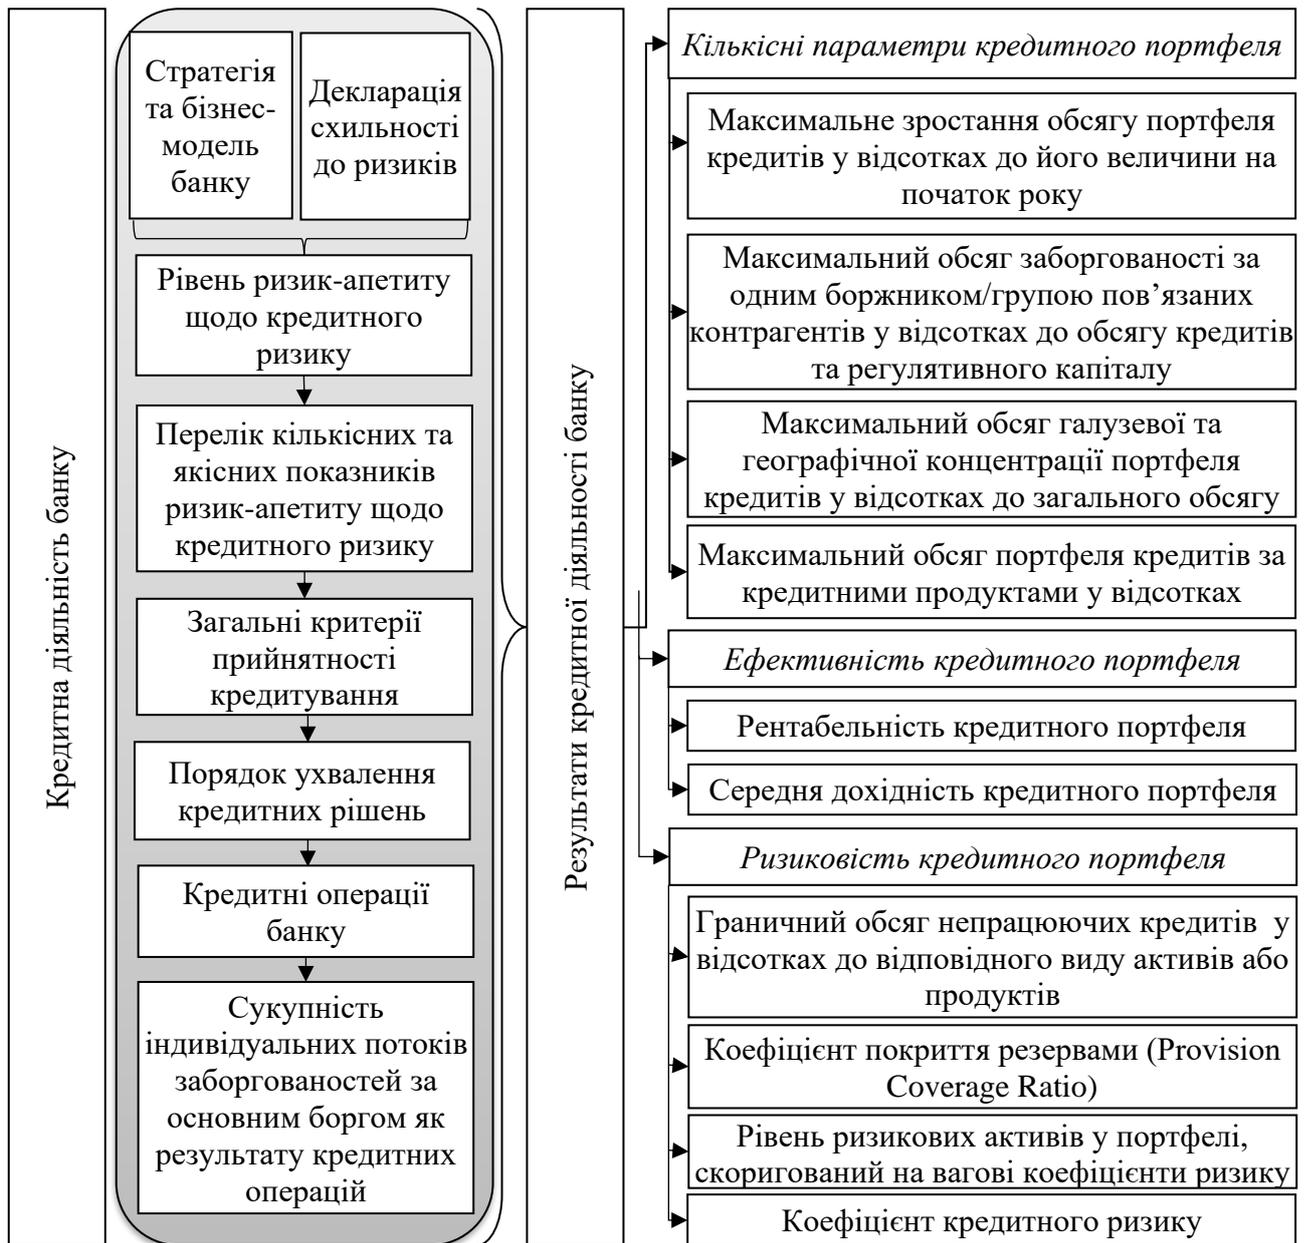 Кредитна діяльність банку
Стратегія
та бізнес-
модель
банку
Декларація
схильності
до ризиків
Рівень ризик-апетиту
щодо кредитного
ризику
Перелік кількісних та
якісних показників
ризик-апетиту щодо
кредитного ризику
Загальні критерії
прийнятності
кредитування
Порядок ухвалення
кредитних рішень
Кредитні операції
банку
Сукупність
індивідуальних потоків
заборгованостей за
основним боргом як
результату кредитних
операцій
Результати кредитної діяльності банку
Кількісні параметри кредитного портфеля
Максимальне зростання обсягу портфеля
кредитів у відсотках до його величини на
початок року
Максимальний обсяг заборгованості за
одним боржником/групою пов’язаних
контрагентів у відсотках до обсягу кредитів
та регулятивного капіталу
Максимальний обсяг галузевої та
географічної концентрації портфеля
кредитів у відсотках до загального обсягу
Максимальний обсяг портфеля кредитів за
кредитними продуктами у відсотках
Ефективність кредитного портфеля
Рентабельність кредитного портфеля
Середня дохідність кредитного портфеля
Ризиковість кредитного портфеля
Граничний обсяг непрацюючих кредитів у
відсотках до відповідного виду активів або
продуктів
Коефіцієнт покриття резервами (Provision
Coverage Ratio)
Рівень ризикових активів у портфелі,
скоригований на вагові коефіцієнти ризику
Коефіцієнт кредитного ризику